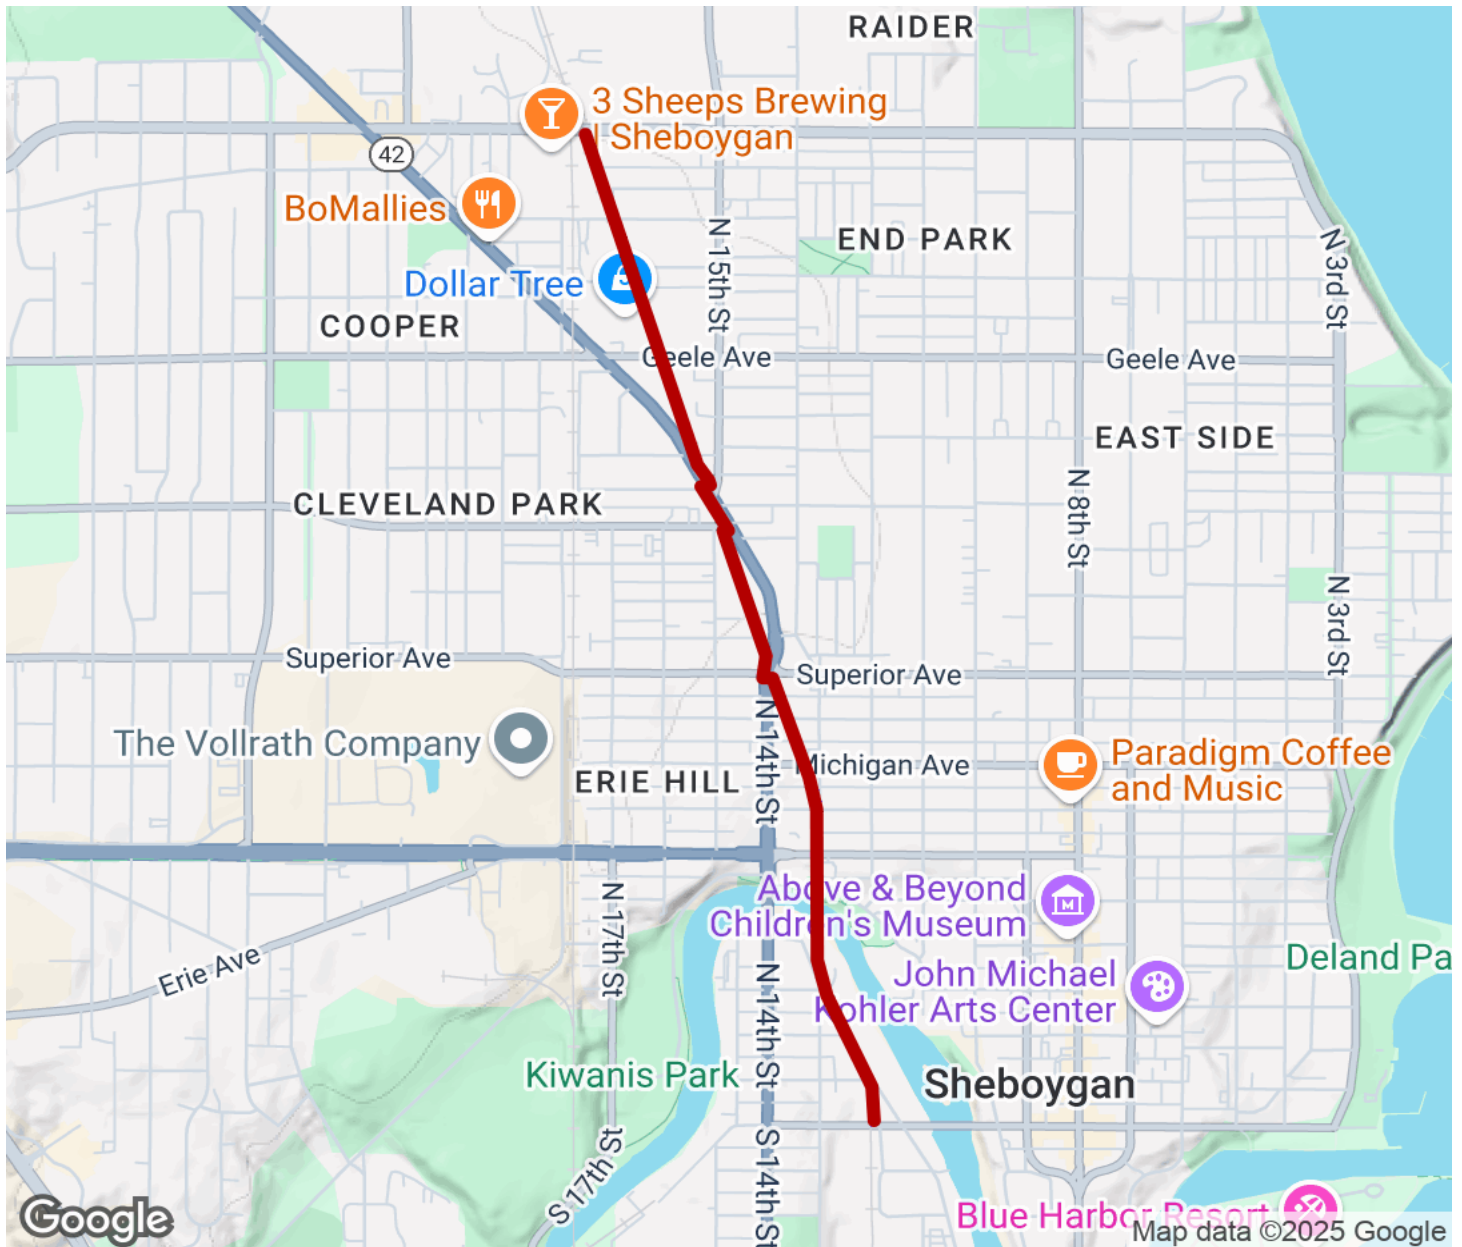 RAIDER
3 Sheeps Brewing
| Sheboygan
42
BoMallies
N 15th St
END PARK
N 3rd St
Dollar Tree
COOPER
Geele Ave
Geele Ave
EAST SIDE
CLEVELAND PARK
N 8th St
N 3rd St
Superior Ave
Superior Ave
N 14th St
The Vollrath Company
Michigan Ave
Paradigm Coffee
and Music
ERIE HILL
N 17th St
Above & Beyond
Children's Museum
Erie Ave
Deland Pa
N 14th St
John Michael
Kohler Arts Center
Kiwanis Park
Sheboygan
S 17th St
S 14th St
Blue Harbor Resort
Google
Map data ©2025 Google